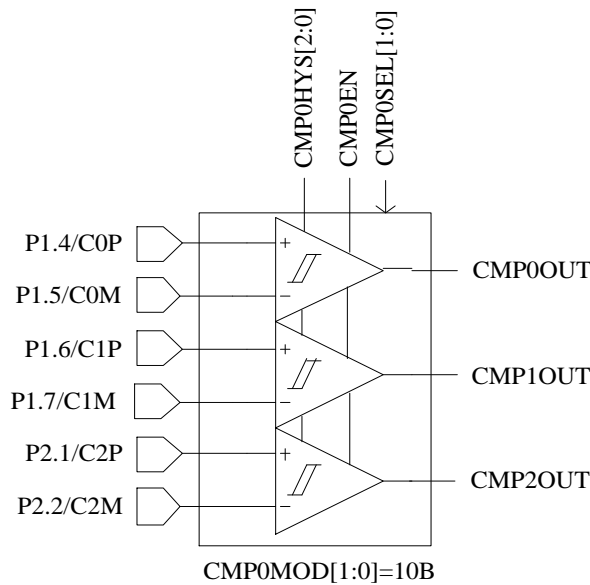 CMP0HYS[2:0]
CMP0EN
CMP0SEL[1:0]
P1.4/C0P
+
CMP0OUT
P1.5/C0M
−
P1.6/C1P
+
CMP1OUT
P1.7/C1M
−
P2.1/C2P
+
CMP2OUT
P2.2/C2M
−
CMP0MOD[1:0]=10B